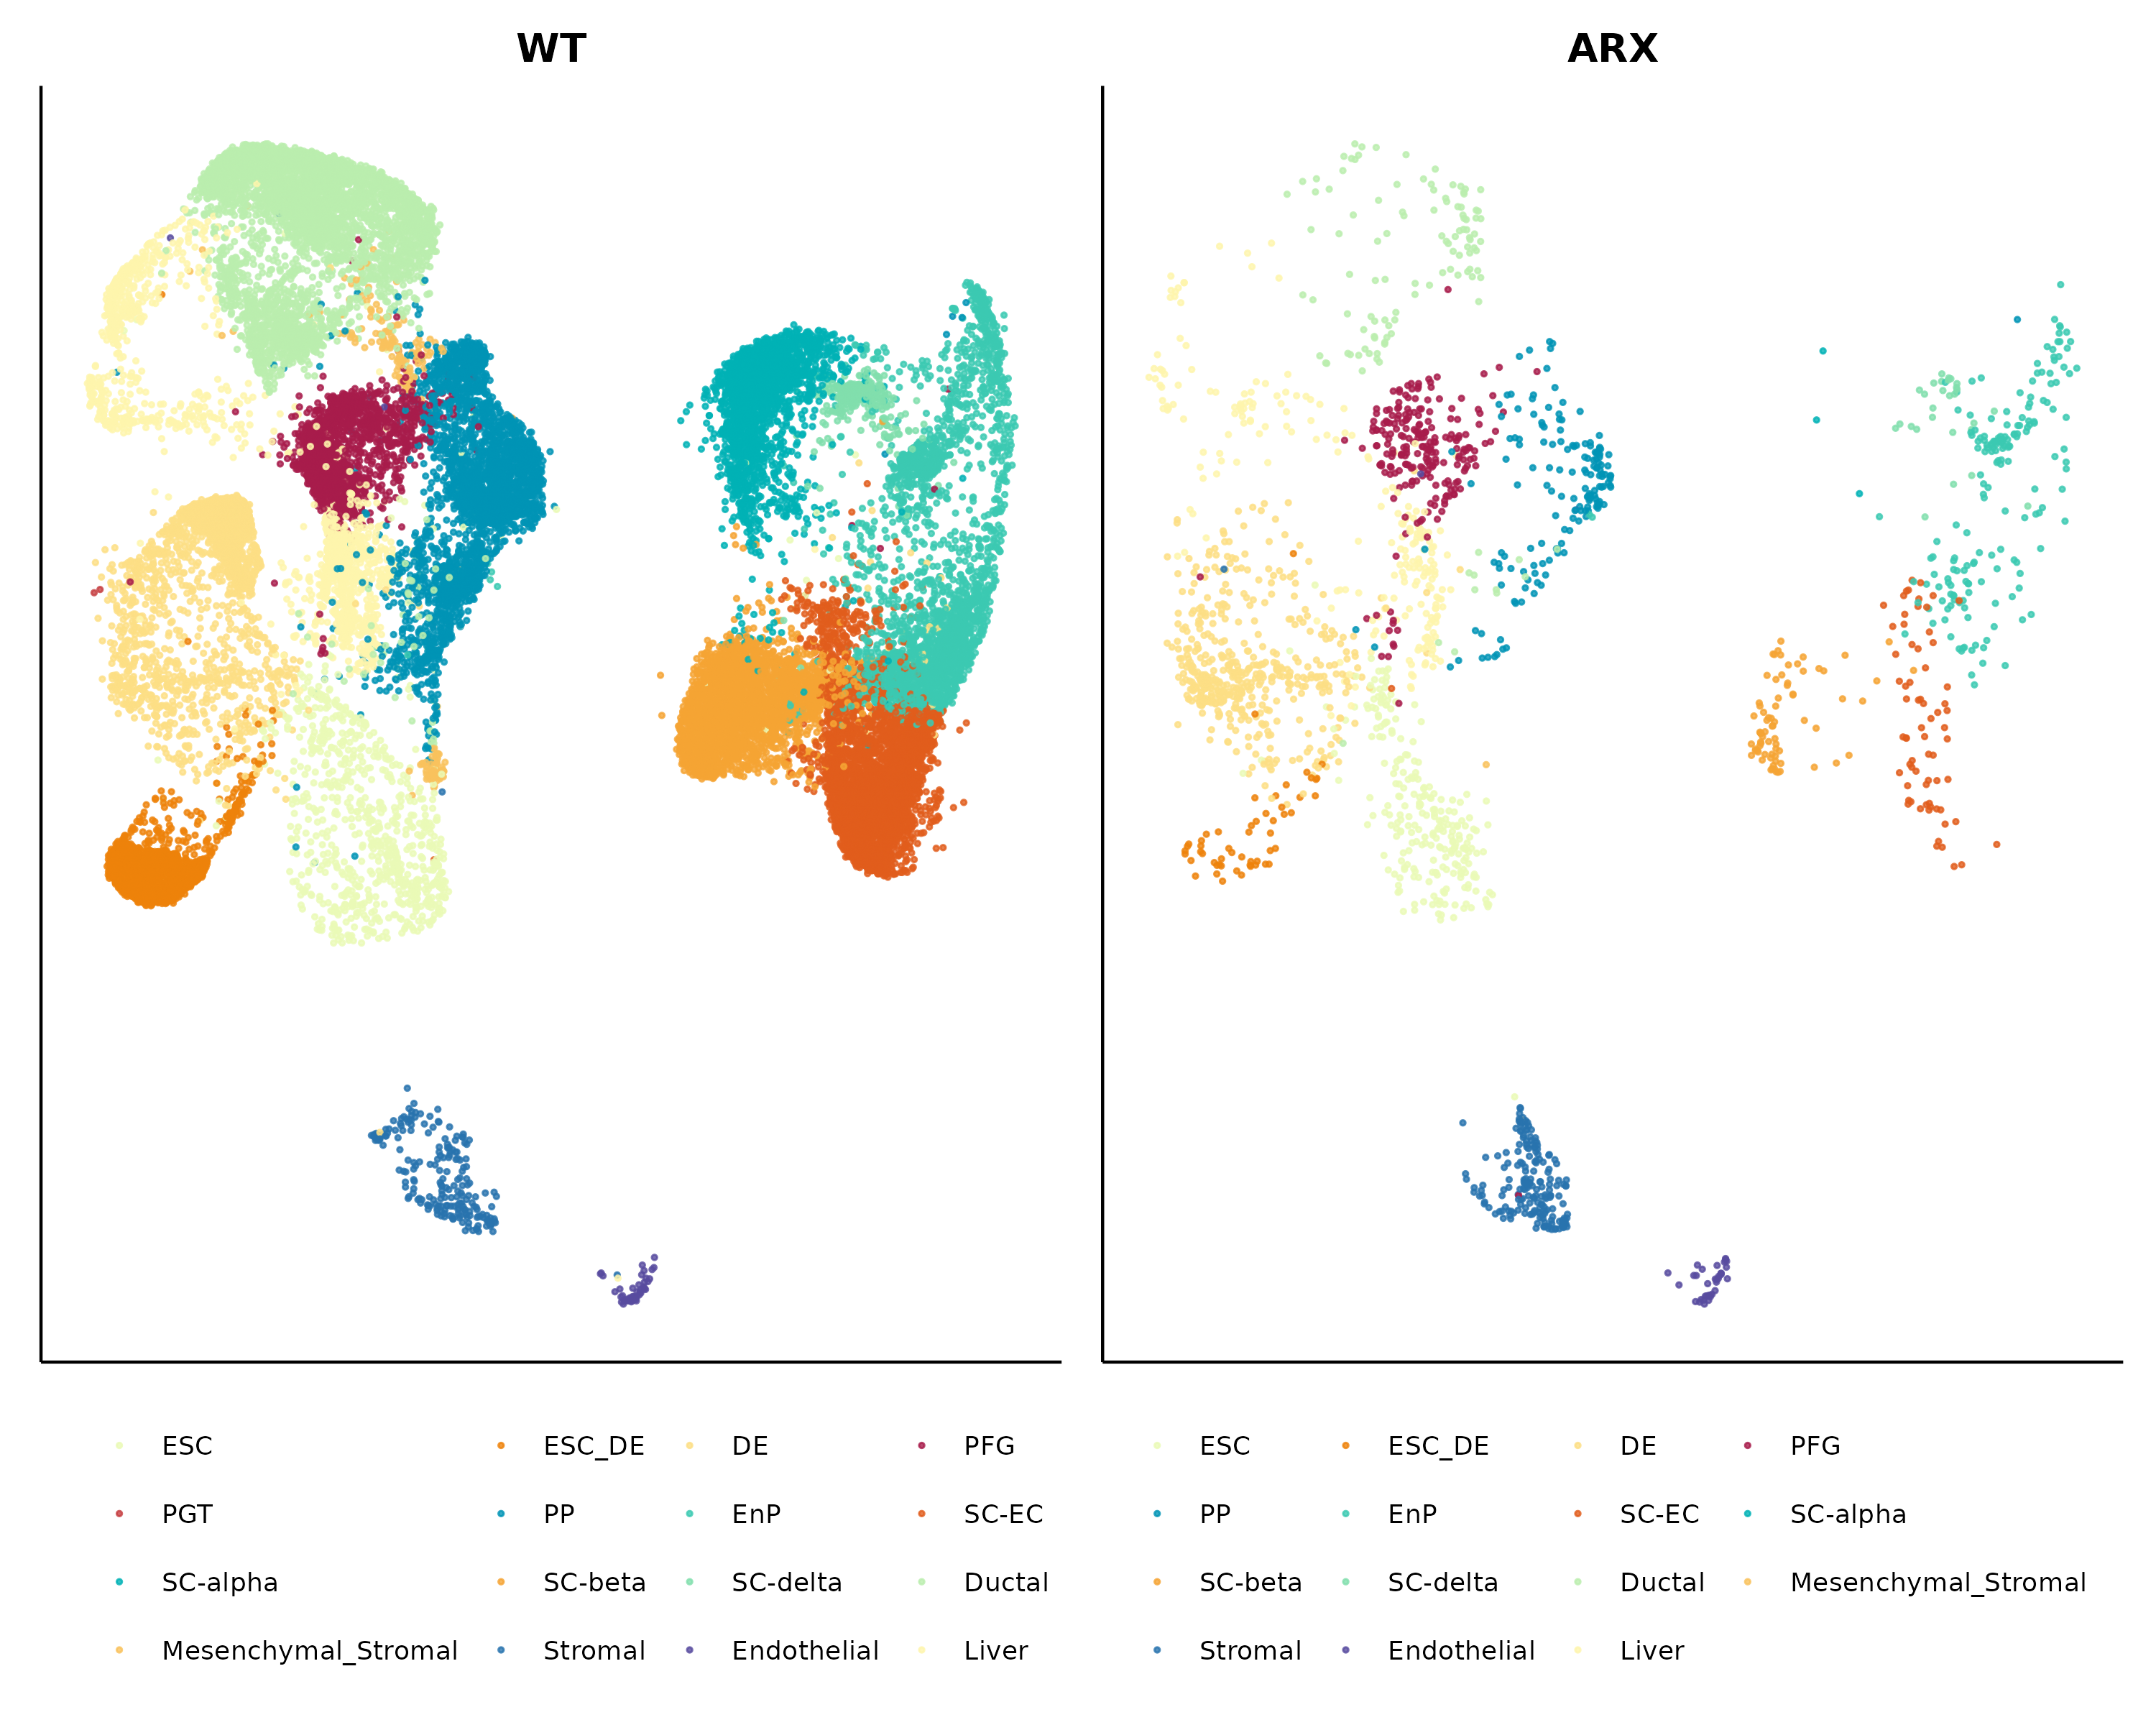 WT
ARX
ESC ESC_DE DE PFG ESC ESC_DE DE PFG
PGT PP EnP SC-EC PP EnP SC-EC SC-alpha
SC-alpha SC-beta SC-delta Ductal SC-beta SC-delta Ductal Mesenchymal_Stromal
Mesenchymal_Stromal Stromal Endothelial Liver Stromal Endothelial Liver